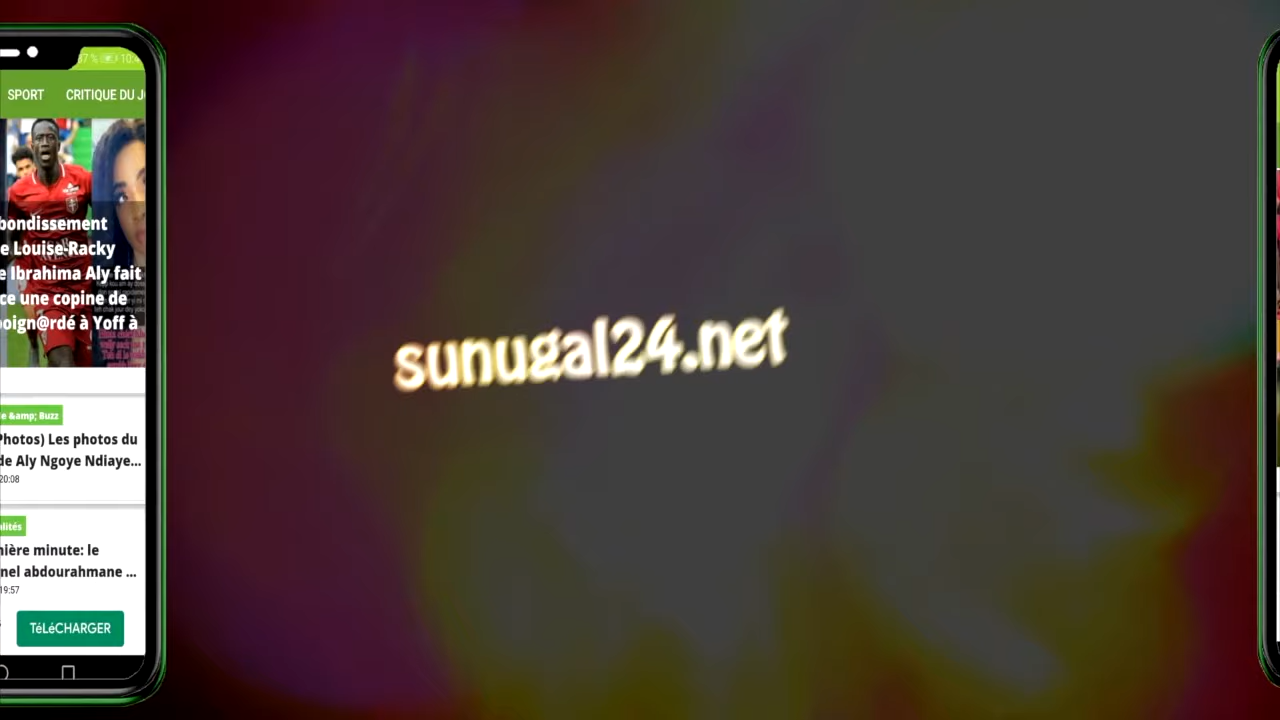 SPORT CRITIQUE DU
bondissement
e Louise-Racky
e Ibrahima Aly fait
ce une copine de
poign@rdé à Yoff à
e &amp; Buzz
Photos) Les photos du
de Aly Ngoye Ndiaye...
20:08
alités
nière minute: le
nel abdourahmane ...
19:57
TéLéCHARGER
sunugal24.net